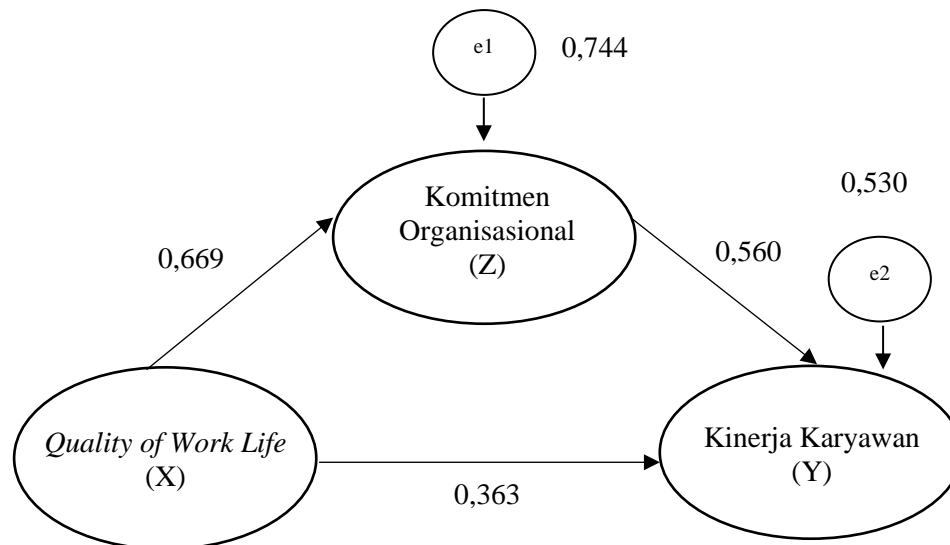 e1
0,744
Komitmen
Organisasional
(Z)
0,530
0,669
0,560
e2
Quality of Work Life
(X)
Kinerja Karyawan
(Y)
0,363